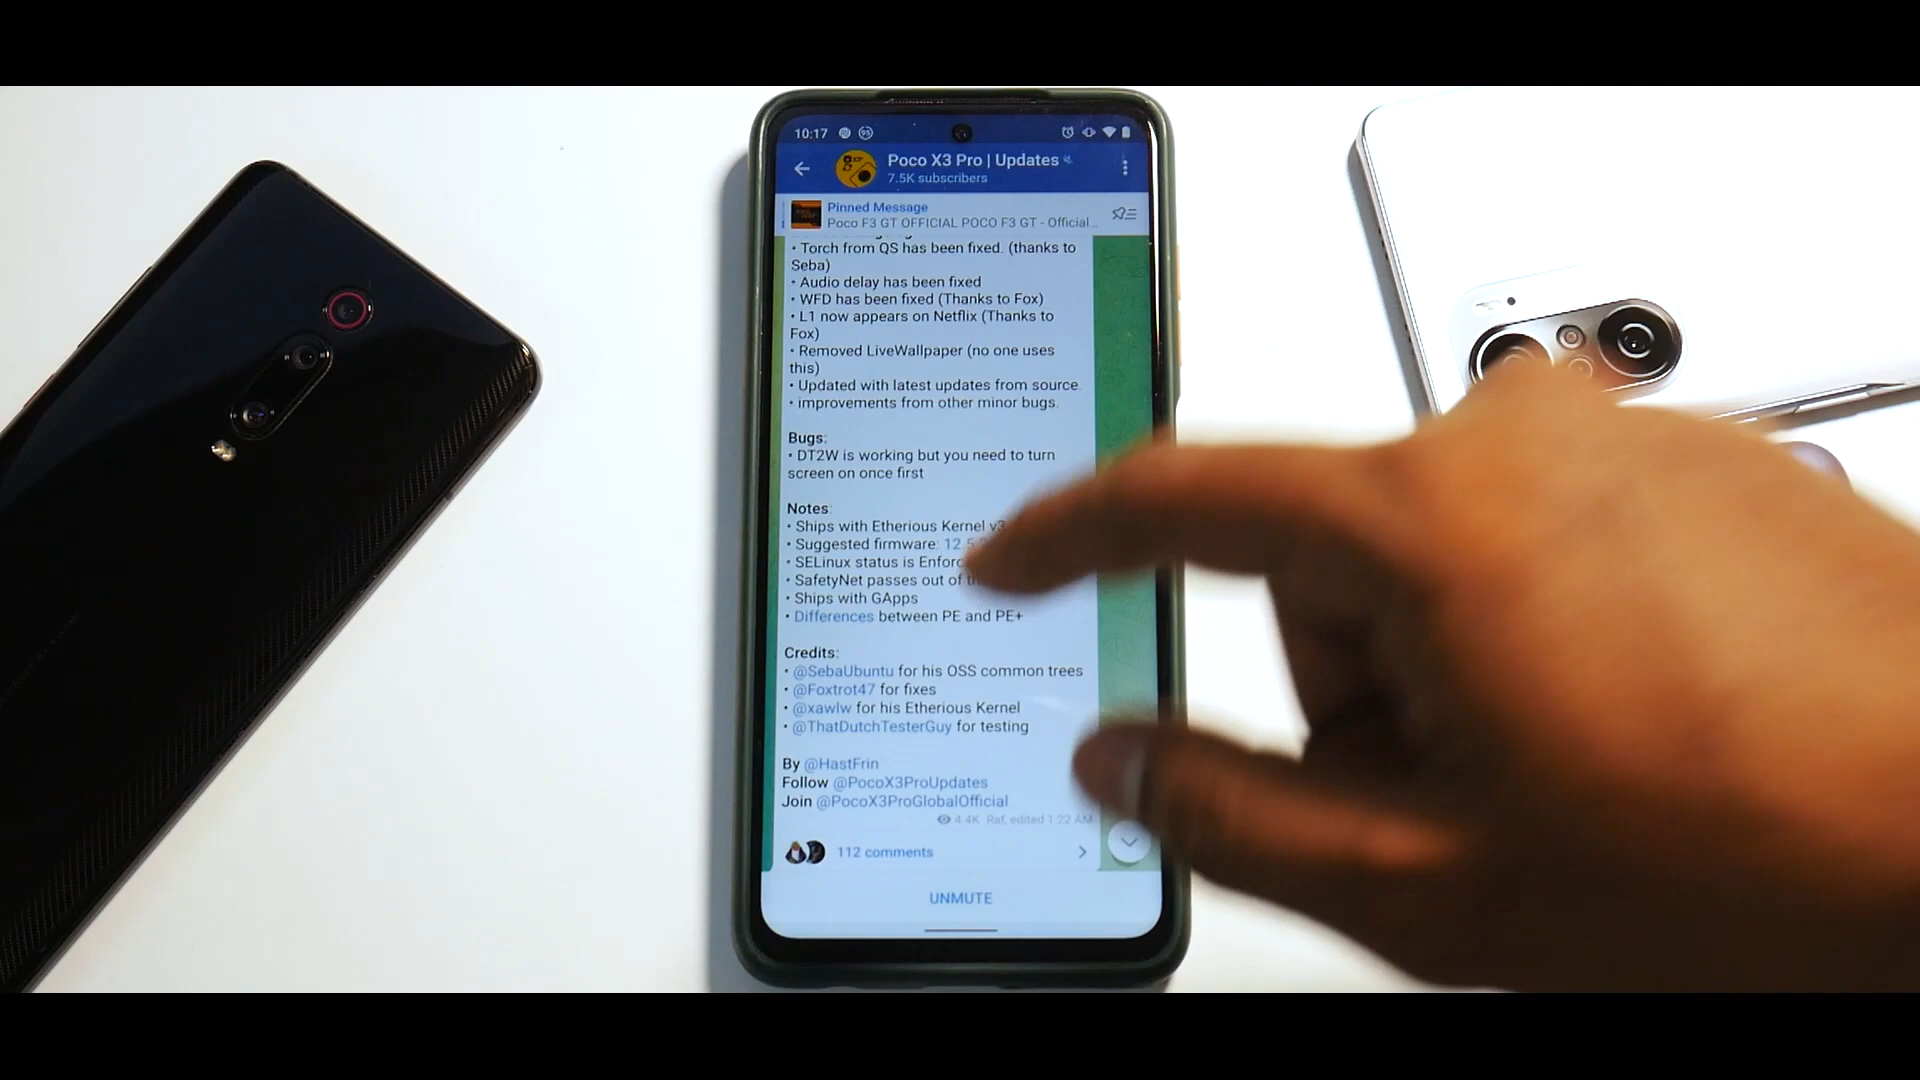 10:17 95
Poco X3 Pro | Updates
7.5K subscribers
Pinned Message
Poco F3 GT OFFICIAL POCO F3 GT - Official...
• Torch from QS has been fixed. (thanks to
Seba)
• Audio delay has been fixed
• WFD has been fixed (Thanks to Fox)
• L1 now appears on Netflix (Thanks to
Fox)
• Removed LiveWallpaper (no one uses
this)
• Updated with latest updates from source.
• improvements from other minor bugs.
Bugs:
• DT2W is working but you need to turn
screen on once first
Notes:
• Ships with Etherious Kernel v3
• Suggested firmware: 12.5
• SELinux status is
• SafetyNet passes out of
• Ships with GApps
• Differences between PE and PE+
Credits:
• @SebaUbuntu for his OSS common trees
• @Foxtrot47 for fixes
• @xawlw for his Etherious Kernel
• @ThatDutchTesterGuy for testing
By @HastFrin
Follow @PocoX3ProUpdates
Join @PocoX3ProGlobalOfficial
4.4K Raf, edited 1:22 AM
112 comments
UNMUTE